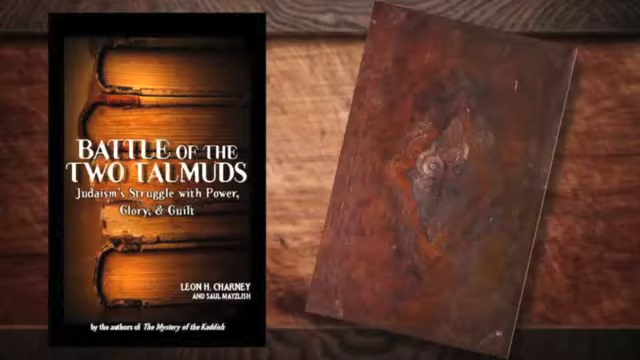 BATTLE OF THE
TWO TALMUDS
Judaism's Struggle with Power,
Glory, & Guilt
LEON H. CHARNEY
AND SAUL MAYZLISH
by the authors of The Mystery of the Kaddish